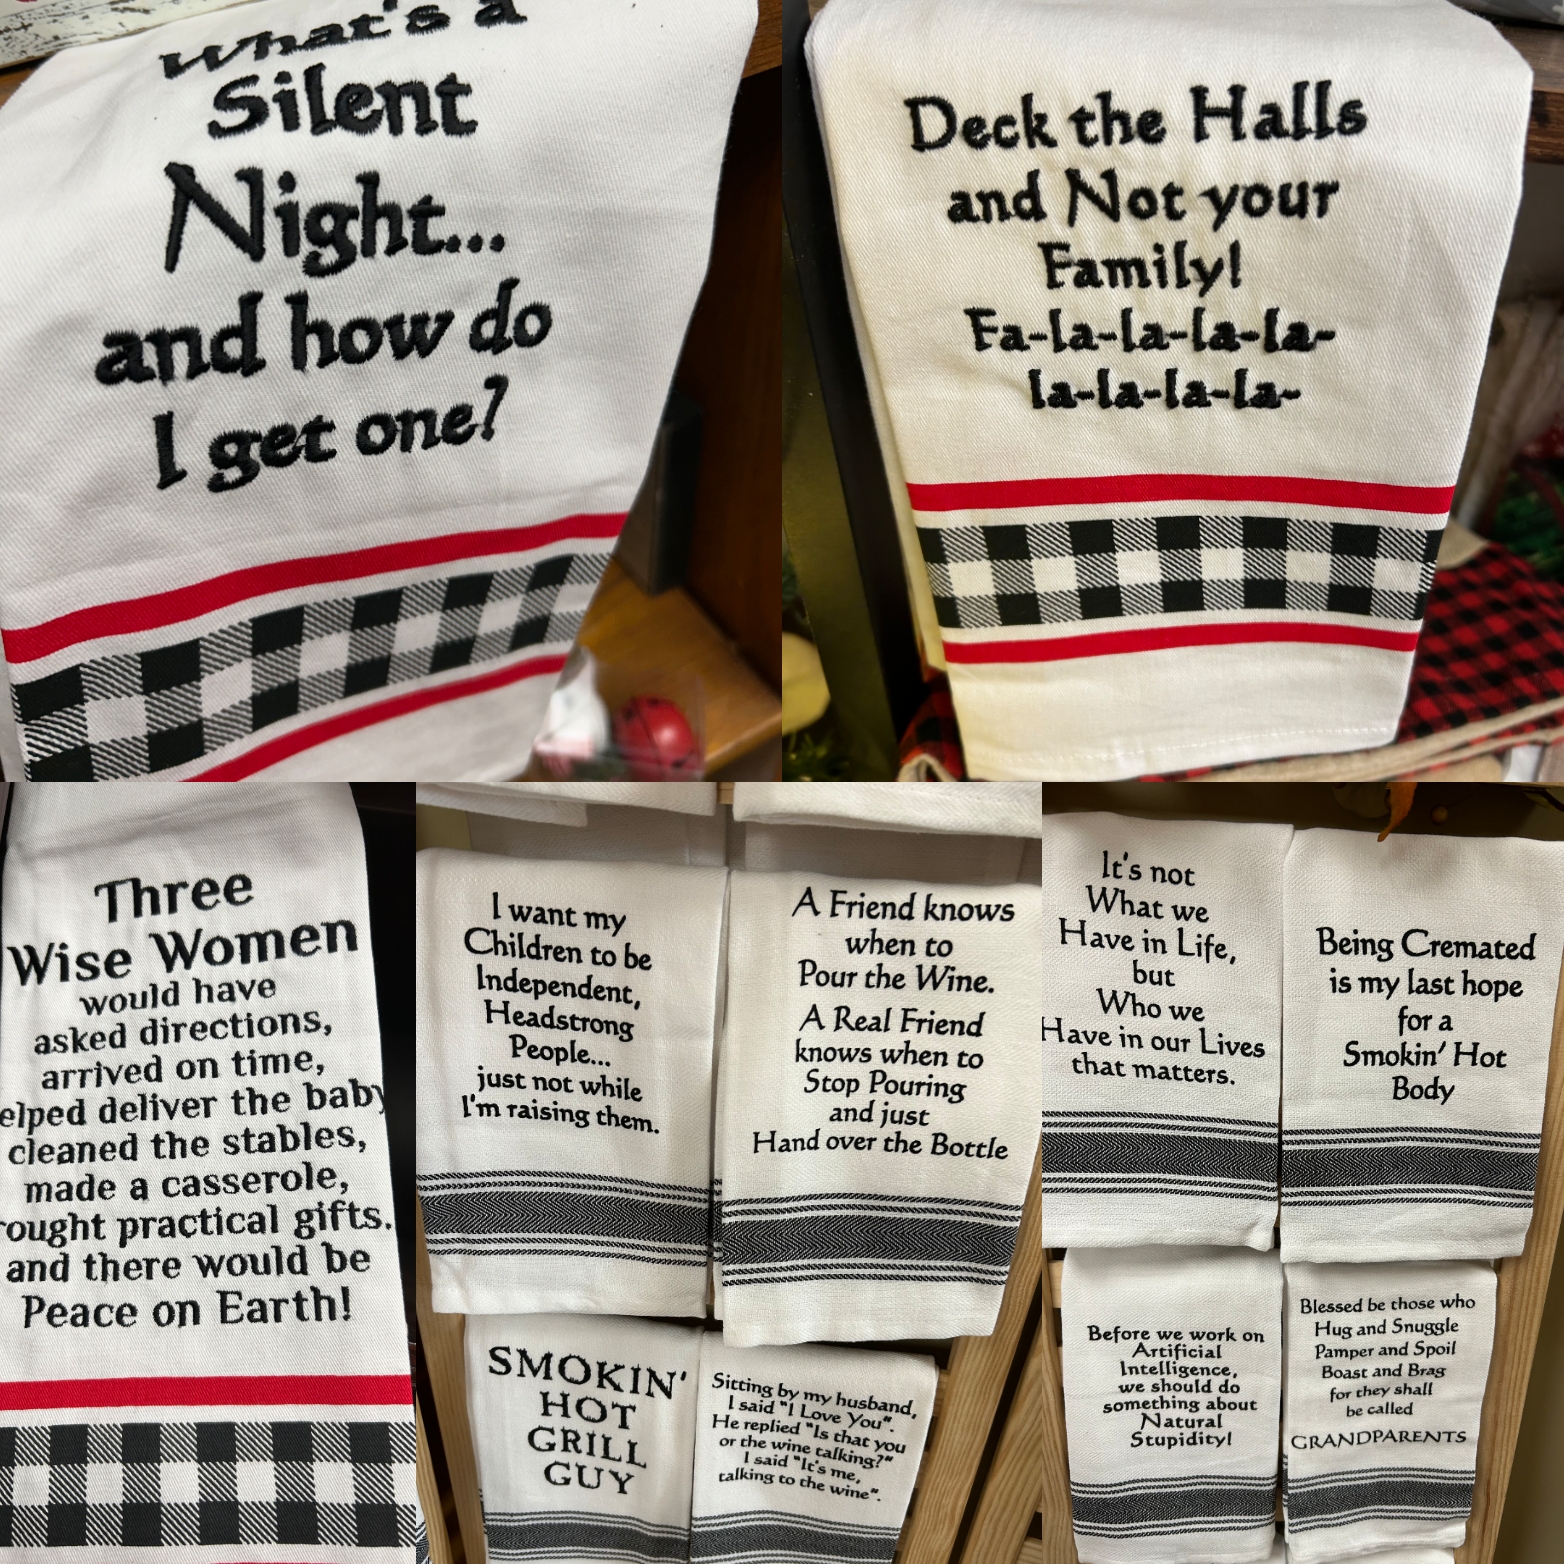 What's a
Silent
Night...
and how do
I get one?
Deck the Halls
and Not your
Family!
Fa-la-la-la-la-
la-la-la-la-
Three
Wise Women
would have
asked directions,
arrived on time,
elped deliver the baby
cleaned the stables,
made a casserole,
rought practical gifts.
and there would be
Peace on Earth!
I want my
Children to be
Independent,
Headstrong
People...
just not while
I'm raising them.
A Friend knows
when to
Pour the Wine.
A Real Friend
knows when to
Stop Pouring
and just
Hand over the Bottle
SMOKIN'
HOT
GRILL
GUY
Sitting by my husband,
I said "I Love You".
He replied "Is that you
or the wine talking?"
I said "It's me,
talking to the wine".
It's not
What we
Have in Life,
but
Who we
Have in our Lives
that matters.
Being Cremated
is my last hope
for a
Smokin' Hot
Body
Before we work on
Artificial
Intelligence,
we should do
something about
Natural
Stupidity!
Blessed be those who
Hug and Snuggle
Pamper and Spoil
Boast and Brag
for they shall
be called
GRANDPARENTS